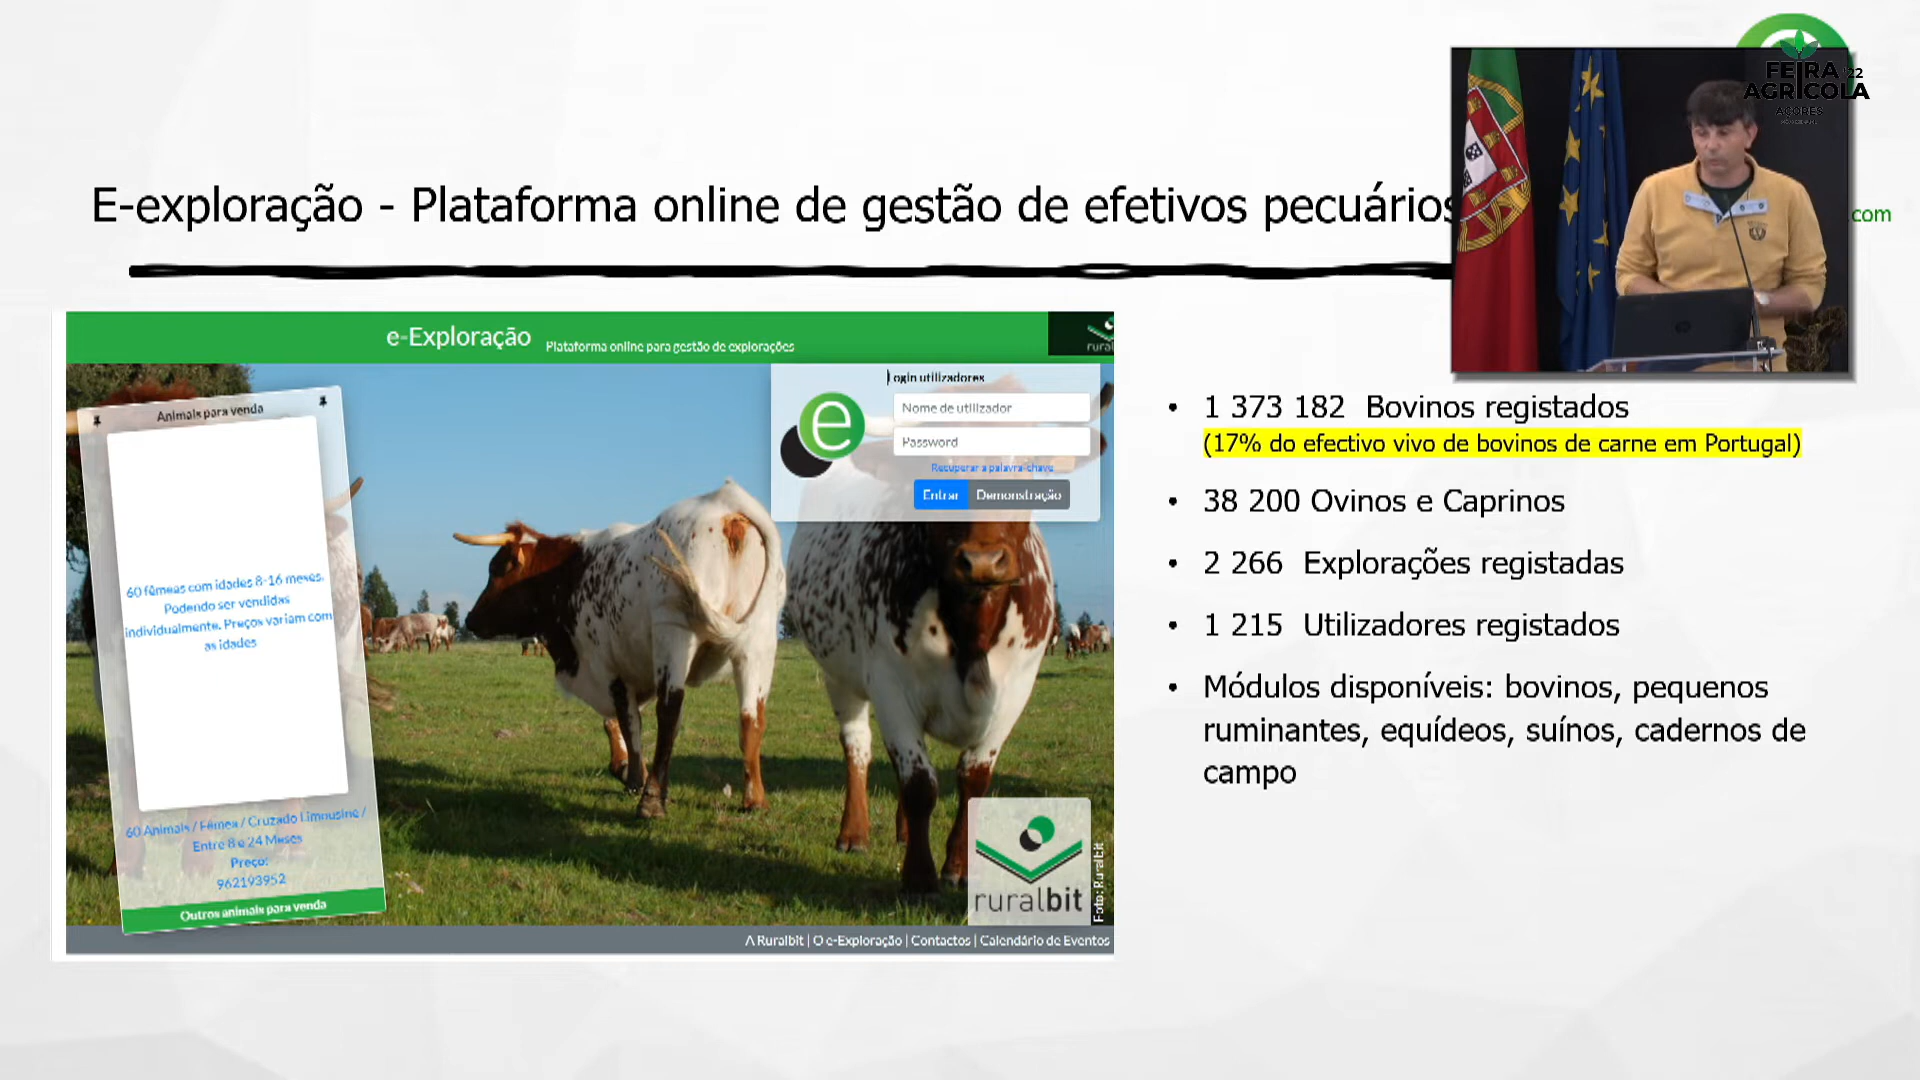 FEIRA '22
AGRÍCOLA
AÇORES
E-exploração - Plataforma online de gestão de efetivos pecuários
com
e-Exploração Plataforma online para gestão de explorações
rural
Login utilizadores
Nome de utilizador
Password
Recuperar a palavra-chave
Entrar Demonstração
Animais para venda
60 fêmeas com idades 8-16 meses.
Podendo ser vendidas
individualmente. Preços variam com
as idades
60 Animais / Fêmea / Cruzado Limousine /
Entre 8 e 24 Meses
Preço:
962193952
Outros animais para venda
ruralbit
Foto: Ruralbit
A Ruralbit | O e-Exploração | Contactos | Calendário de Eventos
• 1 373 182 Bovinos registados
(17% do efectivo vivo de bovinos de carne em Portugal)
• 38 200 Ovinos e Caprinos
• 2 266 Explorações registadas
• 1 215 Utilizadores registados
• Módulos disponíveis: bovinos, pequenos
ruminantes, equídeos, suínos, cadernos de
campo